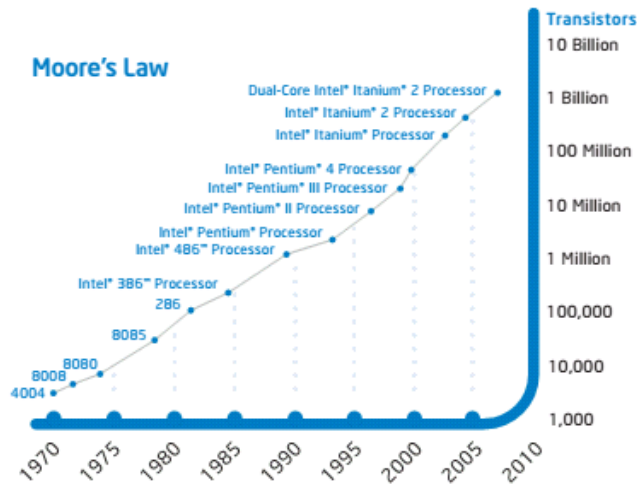 Transistors
10 Billion
Moore's Law
Dual-Core Intel® Itanium® 2 Processor
1 Billion
Intel® Itanium® 2 Processor
Intel® Itanium® Processor
100 Million
Intel® Pentium® 4 Processor
Intel® Pentium® III Processor
Intel® Pentium® II Processor
10 Million
Intel® Pentium® Processor
Intel® 486™ Processor
1 Million
Intel® 386™ Processor
286
100,000
8085
8080
10,000
8008
4004
1,000
1970
1975
1980
1985
1990
1995
2000
2005
2010